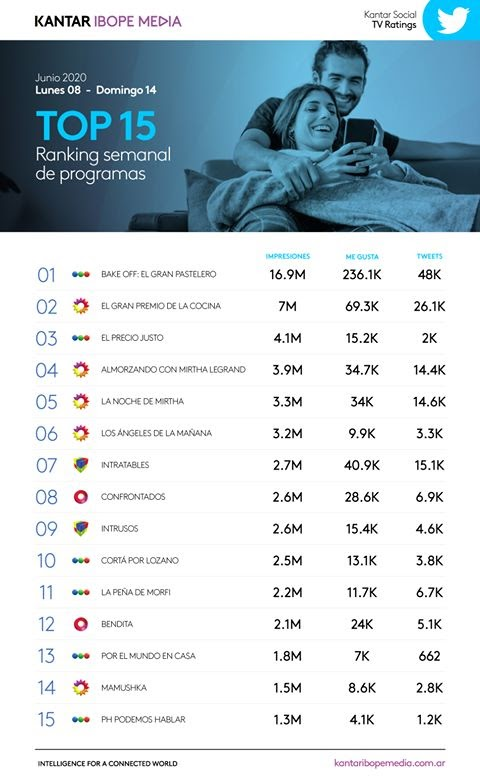 KANTAR IBOPE MEDIA
Kantar Social
TV Ratings
Junio 2020
Lunes 08 - Domingo 14
TOP 15
Ranking semanal
de programas
IMPRESIONES ME GUSTA TWEETS
01 BAKE OFF: EL GRAN PASTELERO 16.9M 236.1K 48K
02 EL GRAN PREMIO DE LA COCINA 7M 69.3K 26.1K
03 EL PRECIO JUSTO 4.1M 15.2K 2K
04 ALMORZANDO CON MIRTHA LEGRAND 3.9M 34.7K 14.4K
05 LA NOCHE DE MIRTHA 3.3M 34K 14.6K
06 LOS ÁNGELES DE LA MAÑANA 3.2M 9.9K 3.3K
07 INTRATABLES 2.7M 40.9K 15.1K
08 CONFRONTADOS 2.6M 28.6K 6.9K
09 INTRUSOS 2.6M 15.4K 4.6K
10 CORTÁ POR LOZANO 2.5M 13.1K 3.8K
11 LA PEÑA DE MORFI 2.2M 11.7K 6.7K
12 BENDITA 2.1M 24K 5.1K
13 POR EL MUNDO EN CASA 1.8M 7K 662
14 MAMUSHKA 1.5M 8.6K 2.8K
15 PH PODEMOS HABLAR 1.3M 4.1K 1.2K
INTELLIGENCE FOR A CONNECTED WORLD
kantaribopemedia.com.ar